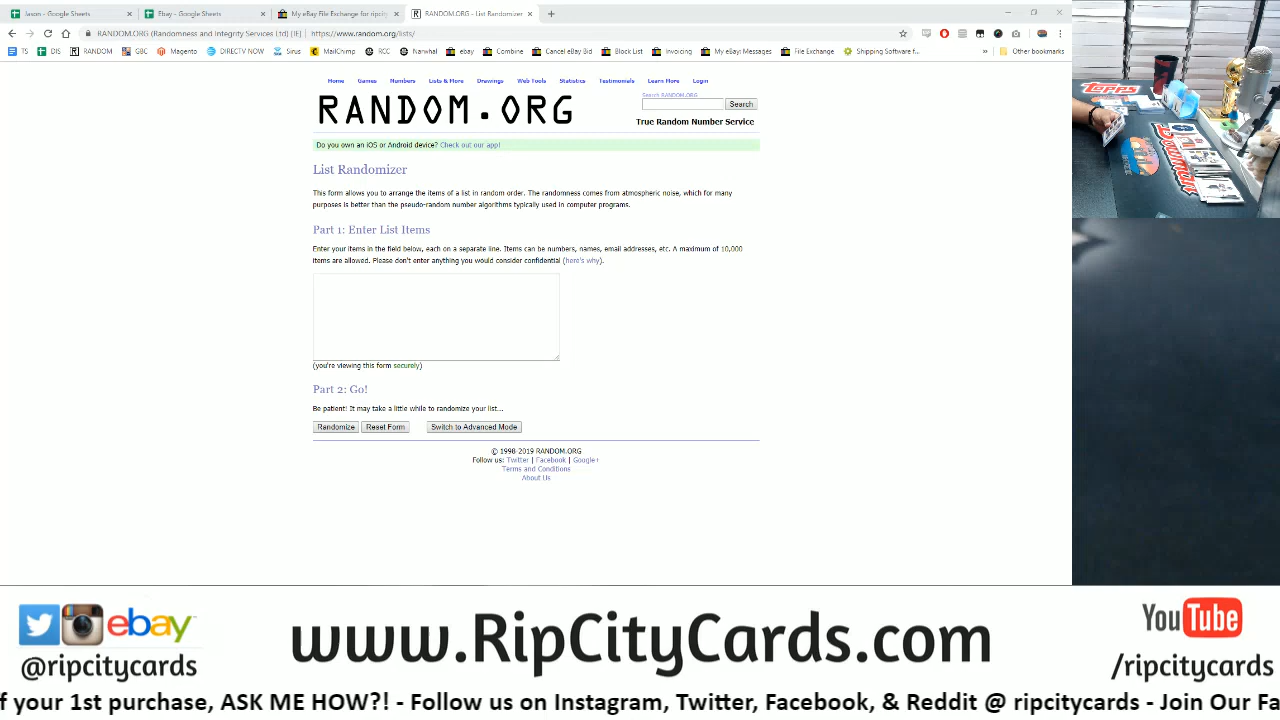 Jason - Google Sheets
Ebay - Google Sheets
My eBay File Exchange for ripcit
RANDOM.ORG - List Randomizer
RANDOM.ORG (Randomness and Integrity Services Ltd) [IE] | https://www.random.org/lists/
TS DIS RANDOM GBC Magento DIRECTV NOW Sirius MailChimp RCC Narwhal ebay Combine Cancel eBay Bid Block List Invoicing My eBay: Messages File Exchange Shipping Software f... » Other bookmarks
Home Games Numbers Lists & More Drawings Web Tools Statistics Testimonials Learn More Login
RANDOM.ORG
Search RANDOM.ORG
Search
True Random Number Service
Do you own an iOS or Android device? Check out our app!
List Randomizer
This form allows you to arrange the items of a list in random order. The randomness comes from atmospheric noise, which for many
purposes is better than the pseudo-random number algorithms typically used in computer programs.
Part 1: Enter List Items
Enter your items in the field below, each on a separate line. Items can be numbers, names, email addresses, etc. A maximum of 10,000
items are allowed. Please don't enter anything you would consider confidential (here's why).
(you're viewing this form securely)
Part 2: Go!
Be patient! It may take a little while to randomize your list...
Randomize Reset Form Switch to Advanced Mode
© 1998-2019 RANDOM.ORG
Follow us: Twitter | Facebook | Google+
Terms and Conditions
About Us
Topps
BOWMAN
ebay
@ripcitycards
www.RipCityCards.com
YouTube
/ripcitycards
f your 1st purchase, ASK ME HOW?! - Follow us on Instagram, Twitter, Facebook, & Reddit @ ripcitycards - Join Our Fa